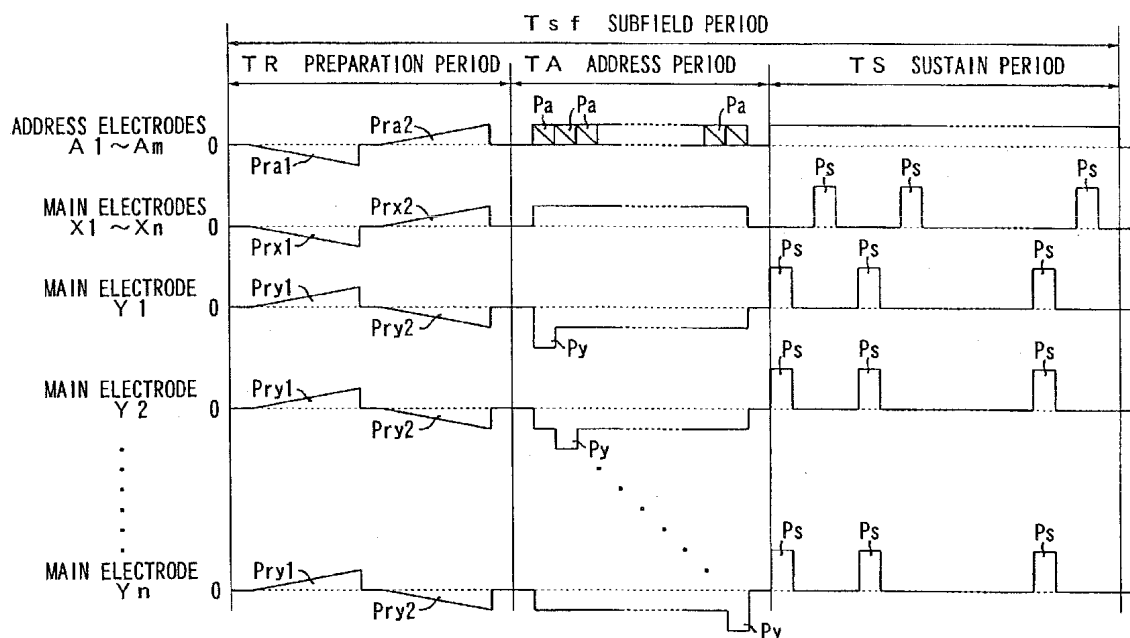 Tsf SUBFIELD PERIOD
TR PREPARATION PERIOD
TA ADDRESS PERIOD
TS SUSTAIN PERIOD
ADDRESS ELECTRODES
A1~Am
0
Pra1
Pra2
Pa
Pa
Pa
MAIN ELECTRODES
X1~Xn
0
Prx1
Prx2
Ps
Ps
Ps
MAIN ELECTRODE
Y1
0
Pry1
Pry2
Py
Ps
Ps
Ps
MAIN ELECTRODE
Y2
0
Pry1
Pry2
Py
Ps
Ps
Ps
MAIN ELECTRODE
Yn
0
Pry1
Pry2
Py
Ps
Ps
Ps